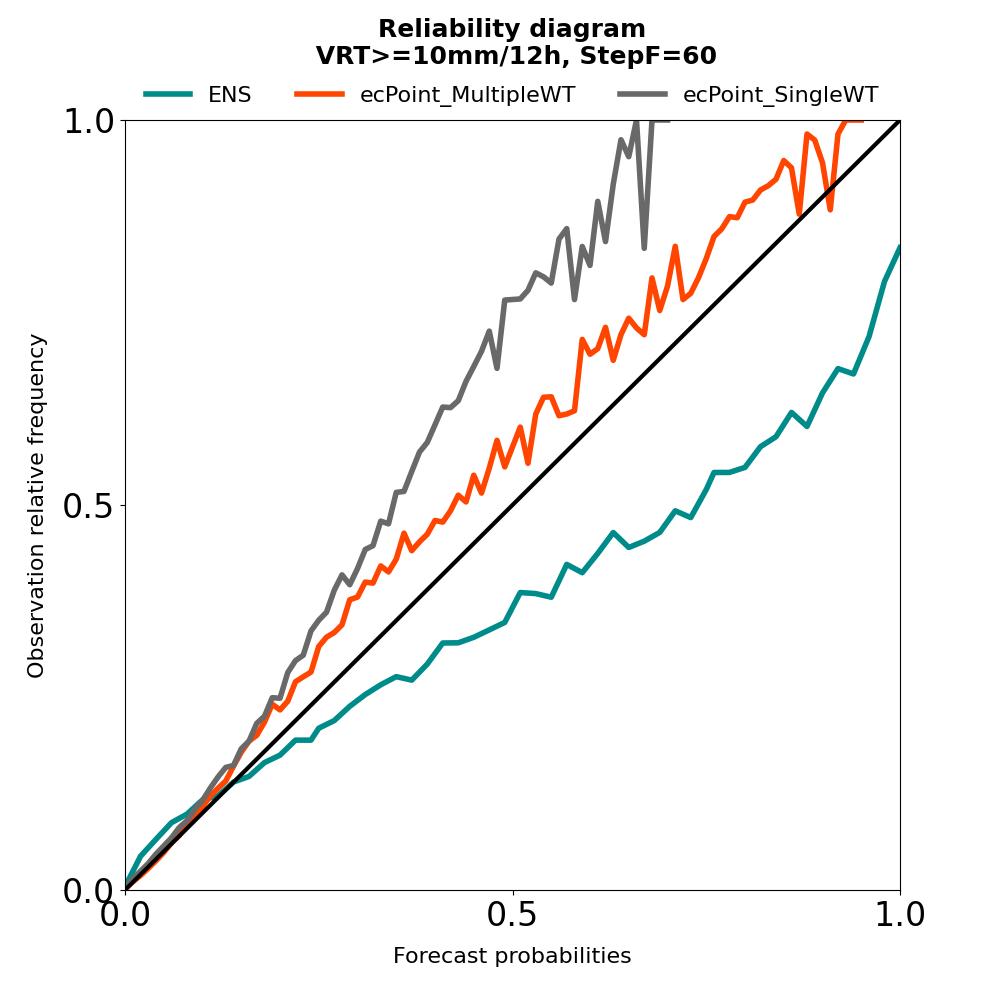 Reliability diagram
VRT>=10mm/12h, StepF=60
ENS ecPoint_MultipleWT ecPoint_SingleWT
1.0
0.5
0.0
0.0 0.5 1.0
Observation relative frequency
Forecast probabilities